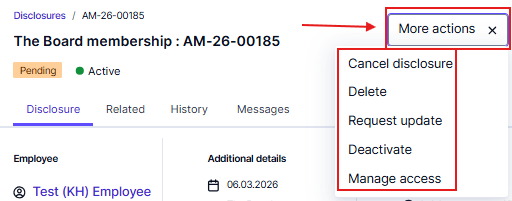 Disclosures / AM-26-00185
More actions ×
The Board membership : AM-26-00185
Pending Active
Cancel disclosure
Delete
Request update
Deactivate
Manage access
Disclosure Related History Messages
Employee
Additional details
Test (KH) Employee
06.03.2026